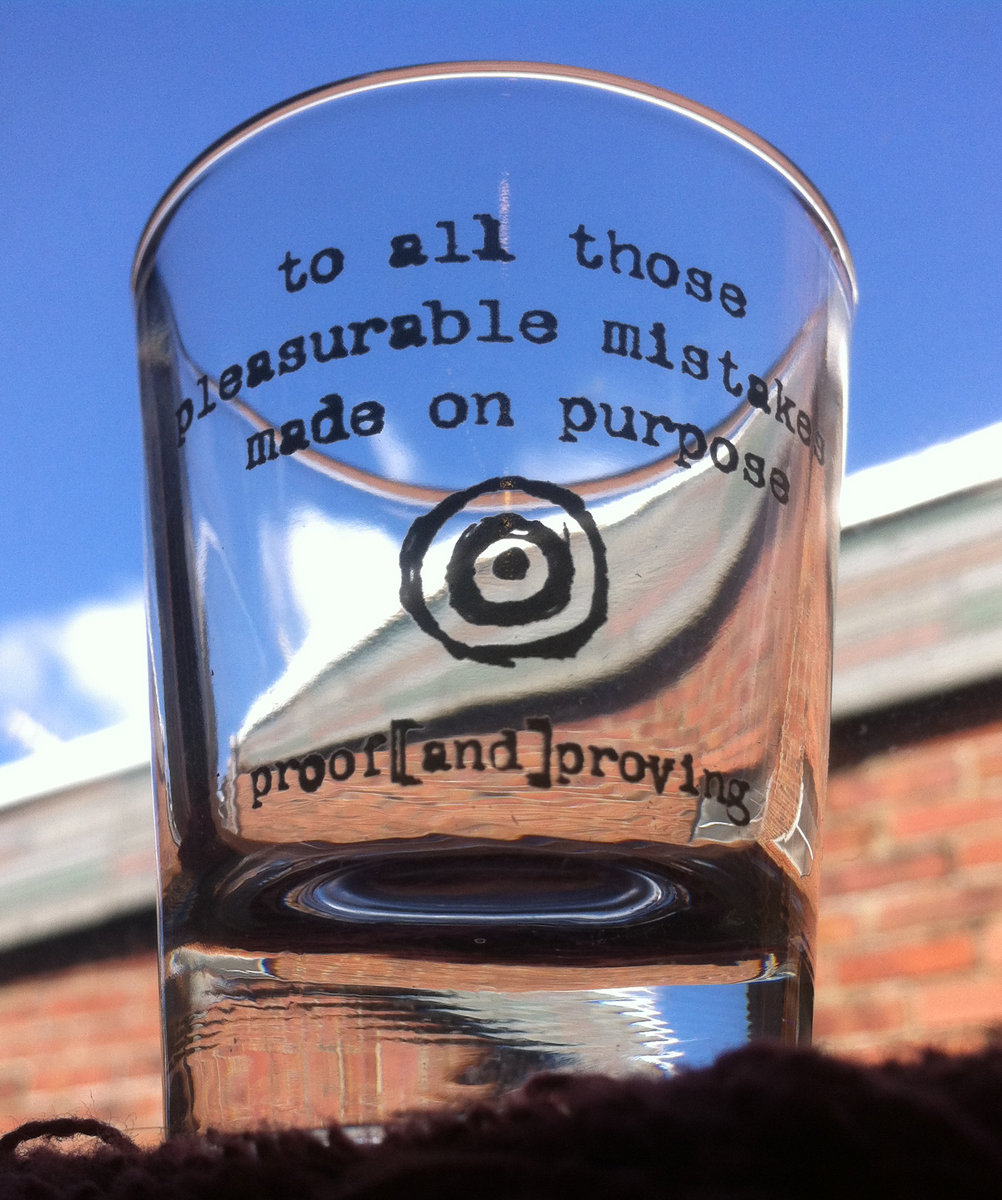 to all those
pleasurable mistakes
made on purpose
proof[and]proving